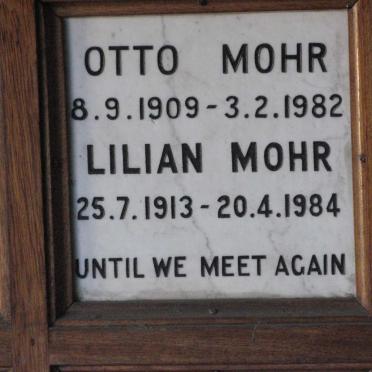 OTTO MOHR
8.9.1909 - 3.2.1982
LILIAN MOHR
25.7.1913 - 20.4.1984
UNTIL WE MEET AGAIN